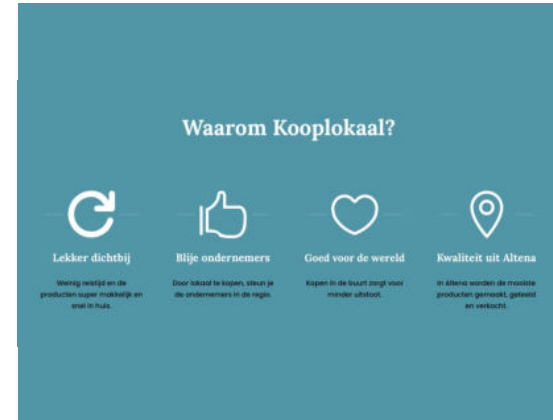 Waarom Kooplokaal?
Lekker dichtbij
Weinig reistijd en de
producten super makkelijk en
snel in huis.
Blije ondernemers
Door lokaal te kopen, steun je
de ondernemers in de regio.
Goed voor de wereld
Kopen in de buurt zorgt voor
minder uitstoot.
Kwaliteit uit Altena
In Altena worden de mooiste
producten gemaakt, geteeld
en verkocht.